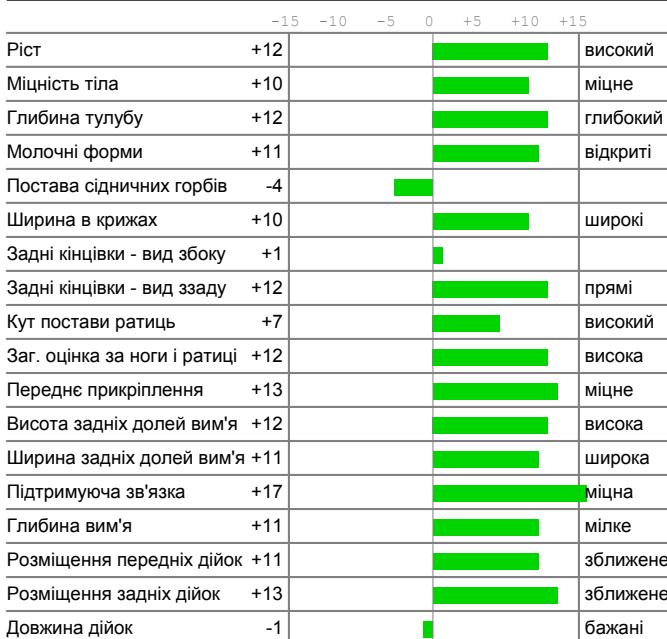 -15 -10 -5 0 +5 +10 +15
Ріст +12 високий
Міцність тіла +10 міцне
Глибина тулубу +12 глибокий
Молочні форми +11 відкриті
Постава сідничних горбів -4
Ширина в крижах +10 широкі
Задні кінцівки - вид збоку +1
Задні кінцівки - вид ззаду +12 прямі
Кут постави ратиць +7 високий
Заг. оцінка за ноги і ратиці +12 висока
Переднє прикріплення +13 міцне
Висота задніх долей вим'я +12 висока
Ширина задніх долей вим'я +11 широка
Підтримуюча зв'язка +17 міцна
Глибина вим'я +11 мілке
Розміщення передніх дійок +11 зближене
Розміщення задніх дійок +13 зближене
Довжина дійок -1 бажані